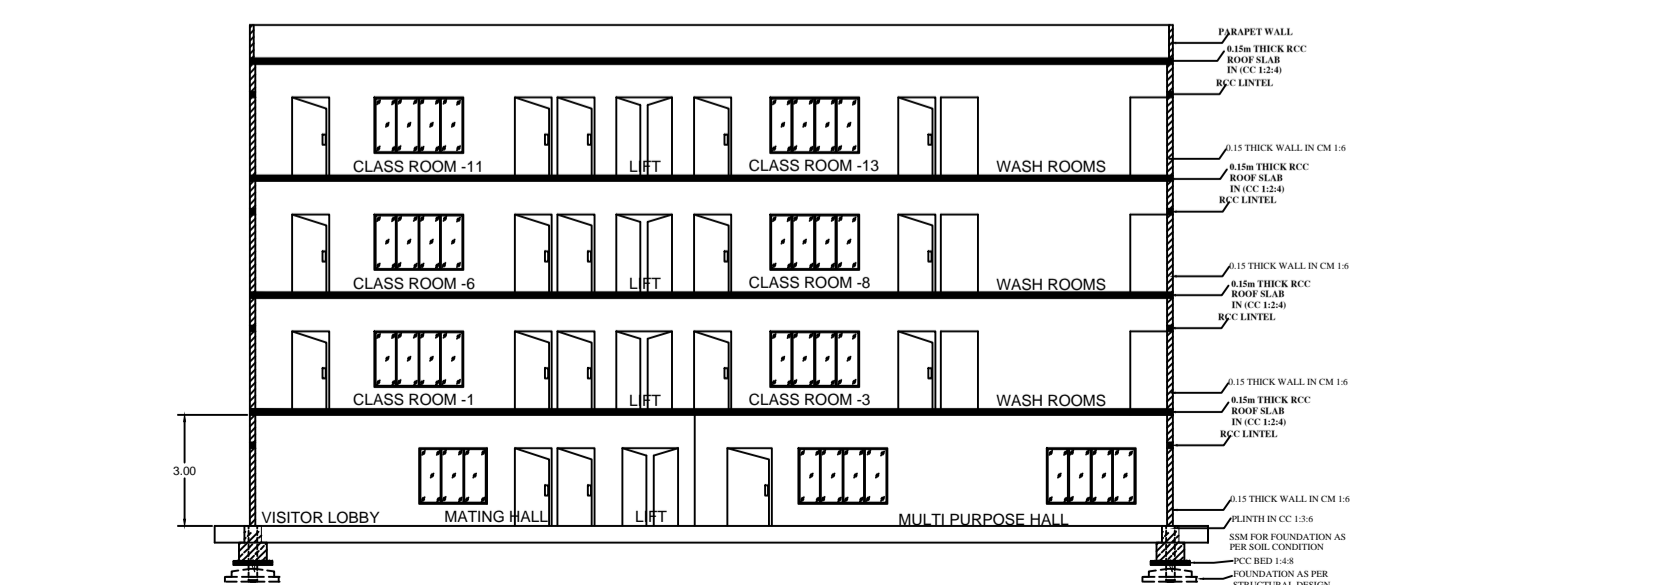 PARAPET WALL
0.15m THICK RCC
ROOF SLAB
IN (CC 1:2:4)
RCC LINTEL
0.15 THICK WALL IN CM 1:6
CLASS ROOM -11
LIFT
CLASS ROOM -13
WASH ROOMS
0.15m THICK RCC
ROOF SLAB
IN (CC 1:2:4)
RCC LINTEL
0.15 THICK WALL IN CM 1:6
CLASS ROOM -6
LIFT
CLASS ROOM -8
WASH ROOMS
0.15m THICK RCC
ROOF SLAB
IN (CC 1:2:4)
RCC LINTEL
0.15 THICK WALL IN CM 1:6
CLASS ROOM -1
LIFT
CLASS ROOM -3
WASH ROOMS
0.15m THICK RCC
ROOF SLAB
IN (CC 1:2:4)
RCC LINTEL
3.00
0.15 THICK WALL IN CM 1:6
VISITOR LOBBY
MATING HALL
LIFT
MULTI PURPOSE HALL
PLINTH IN CC 1:3:6
SSM FOR FOUNDATION AS
PER SOIL CONDITION
PCC BED 1:4:8
FOUNDATION AS PER
STRUCTURAL DESIGN